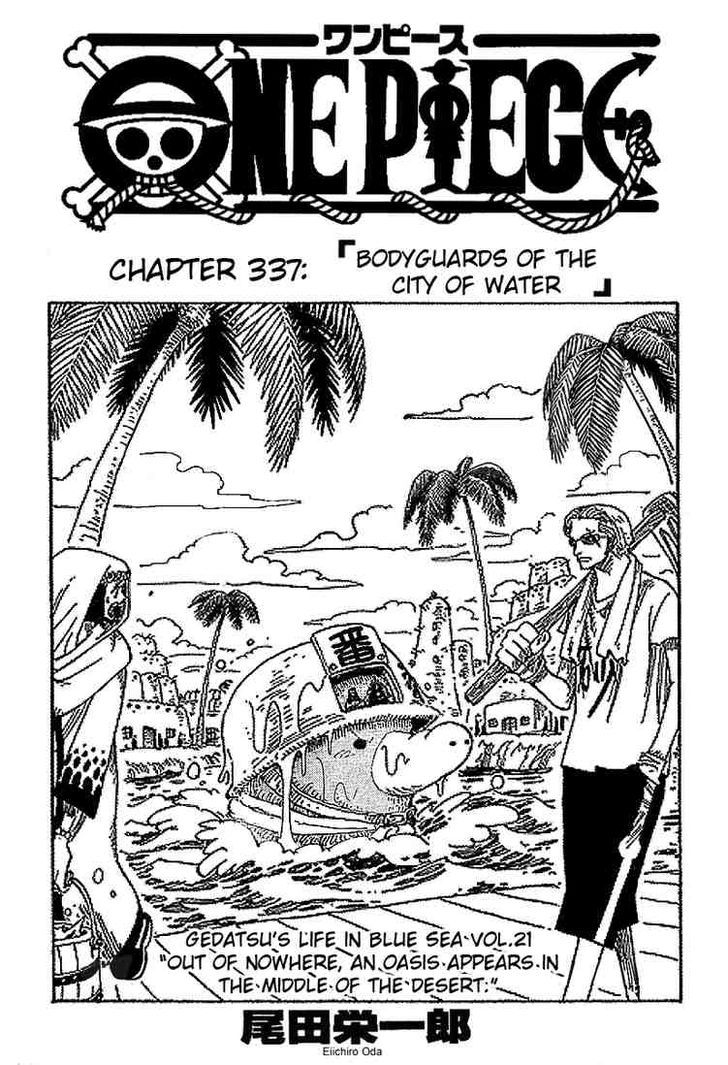 ワンピース
ONE PIECE
CHAPTER 337:
「BODYGUARDS OF THE
CITY OF WATER」
番
GEDATSU'S LIFE IN BLUE SEA VOL.21
"OUT OF NOWHERE, AN OASIS APPEARS IN
THE MIDDLE OF THE DESERT."
尾田栄一郎
Eiichiro Oda